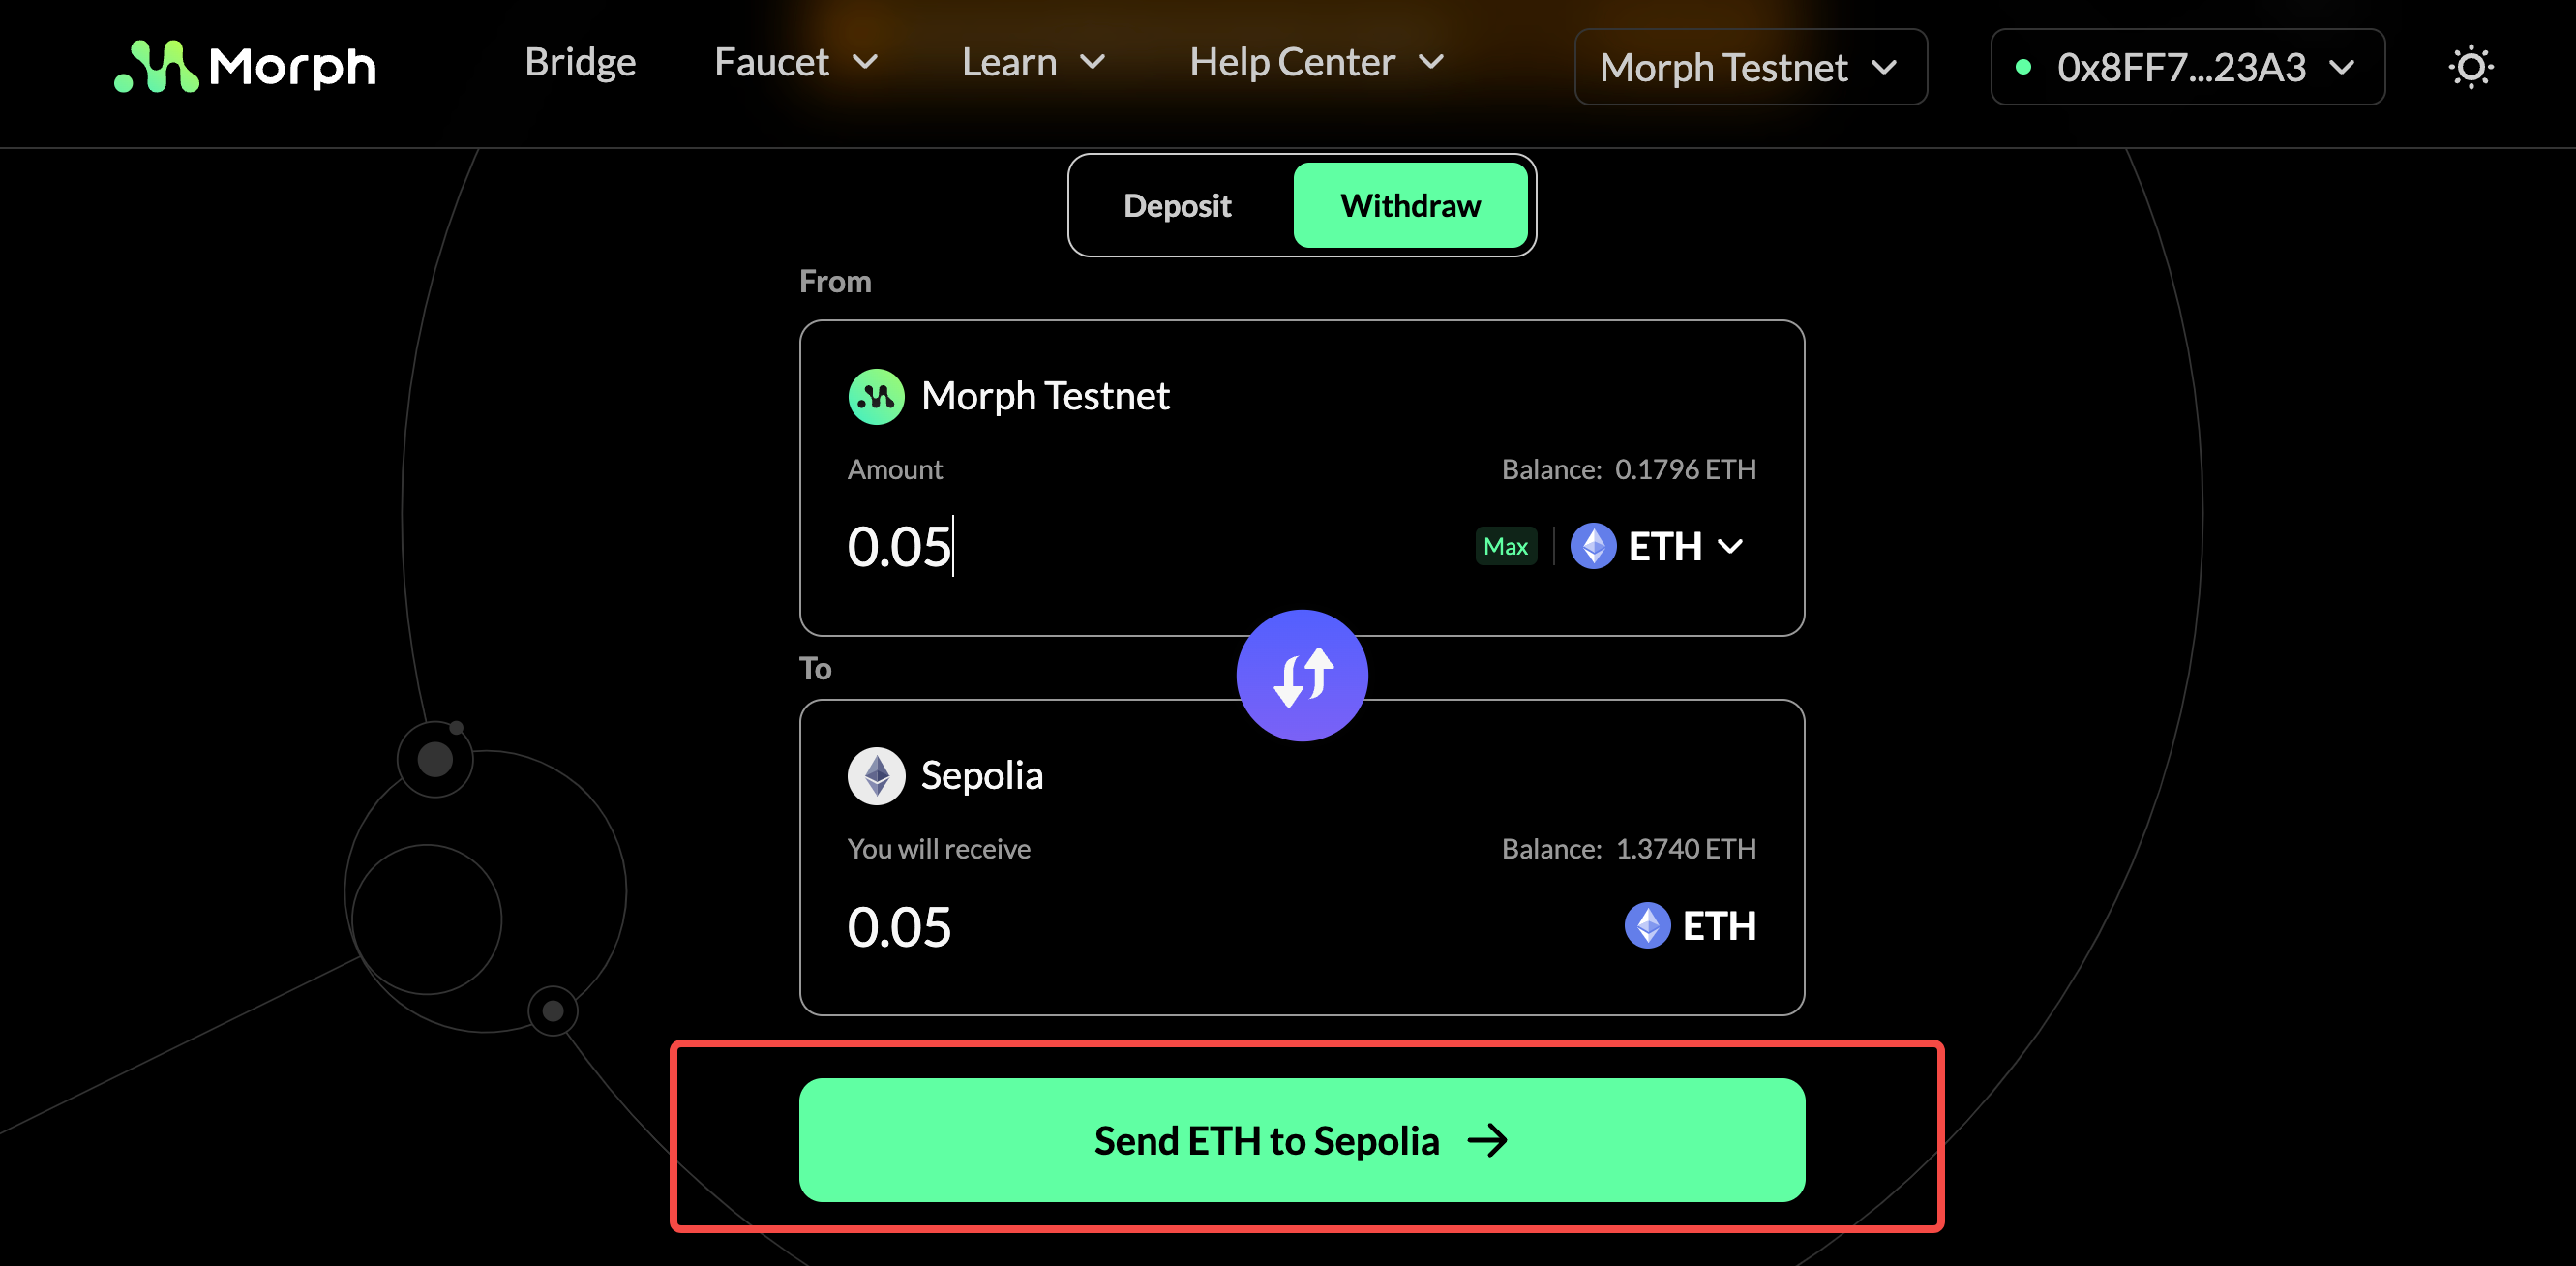 Morph Bridge Faucet Learn Help Center Morph Testnet 0x8FF7...23A3
Deposit Withdraw
From
Morph Testnet
Amount Balance: 0.1796 ETH
0.05 Max ETH
To
Sepolia
You will receive Balance: 1.3740 ETH
0.05 ETH
Send ETH to Sepolia →